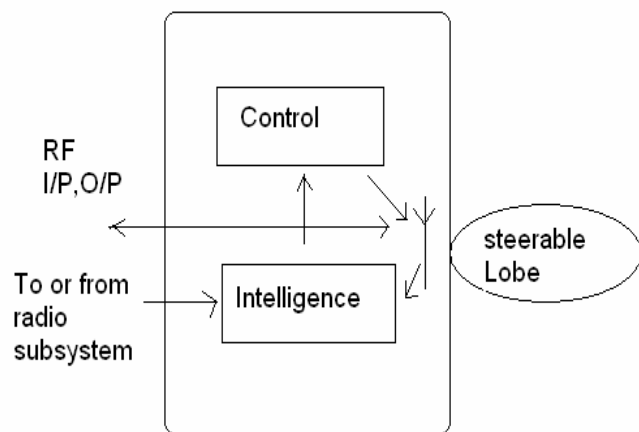 Control
RF
I/P,O/P
steerable
Lobe
To or from
radio
subsystem
Intelligence